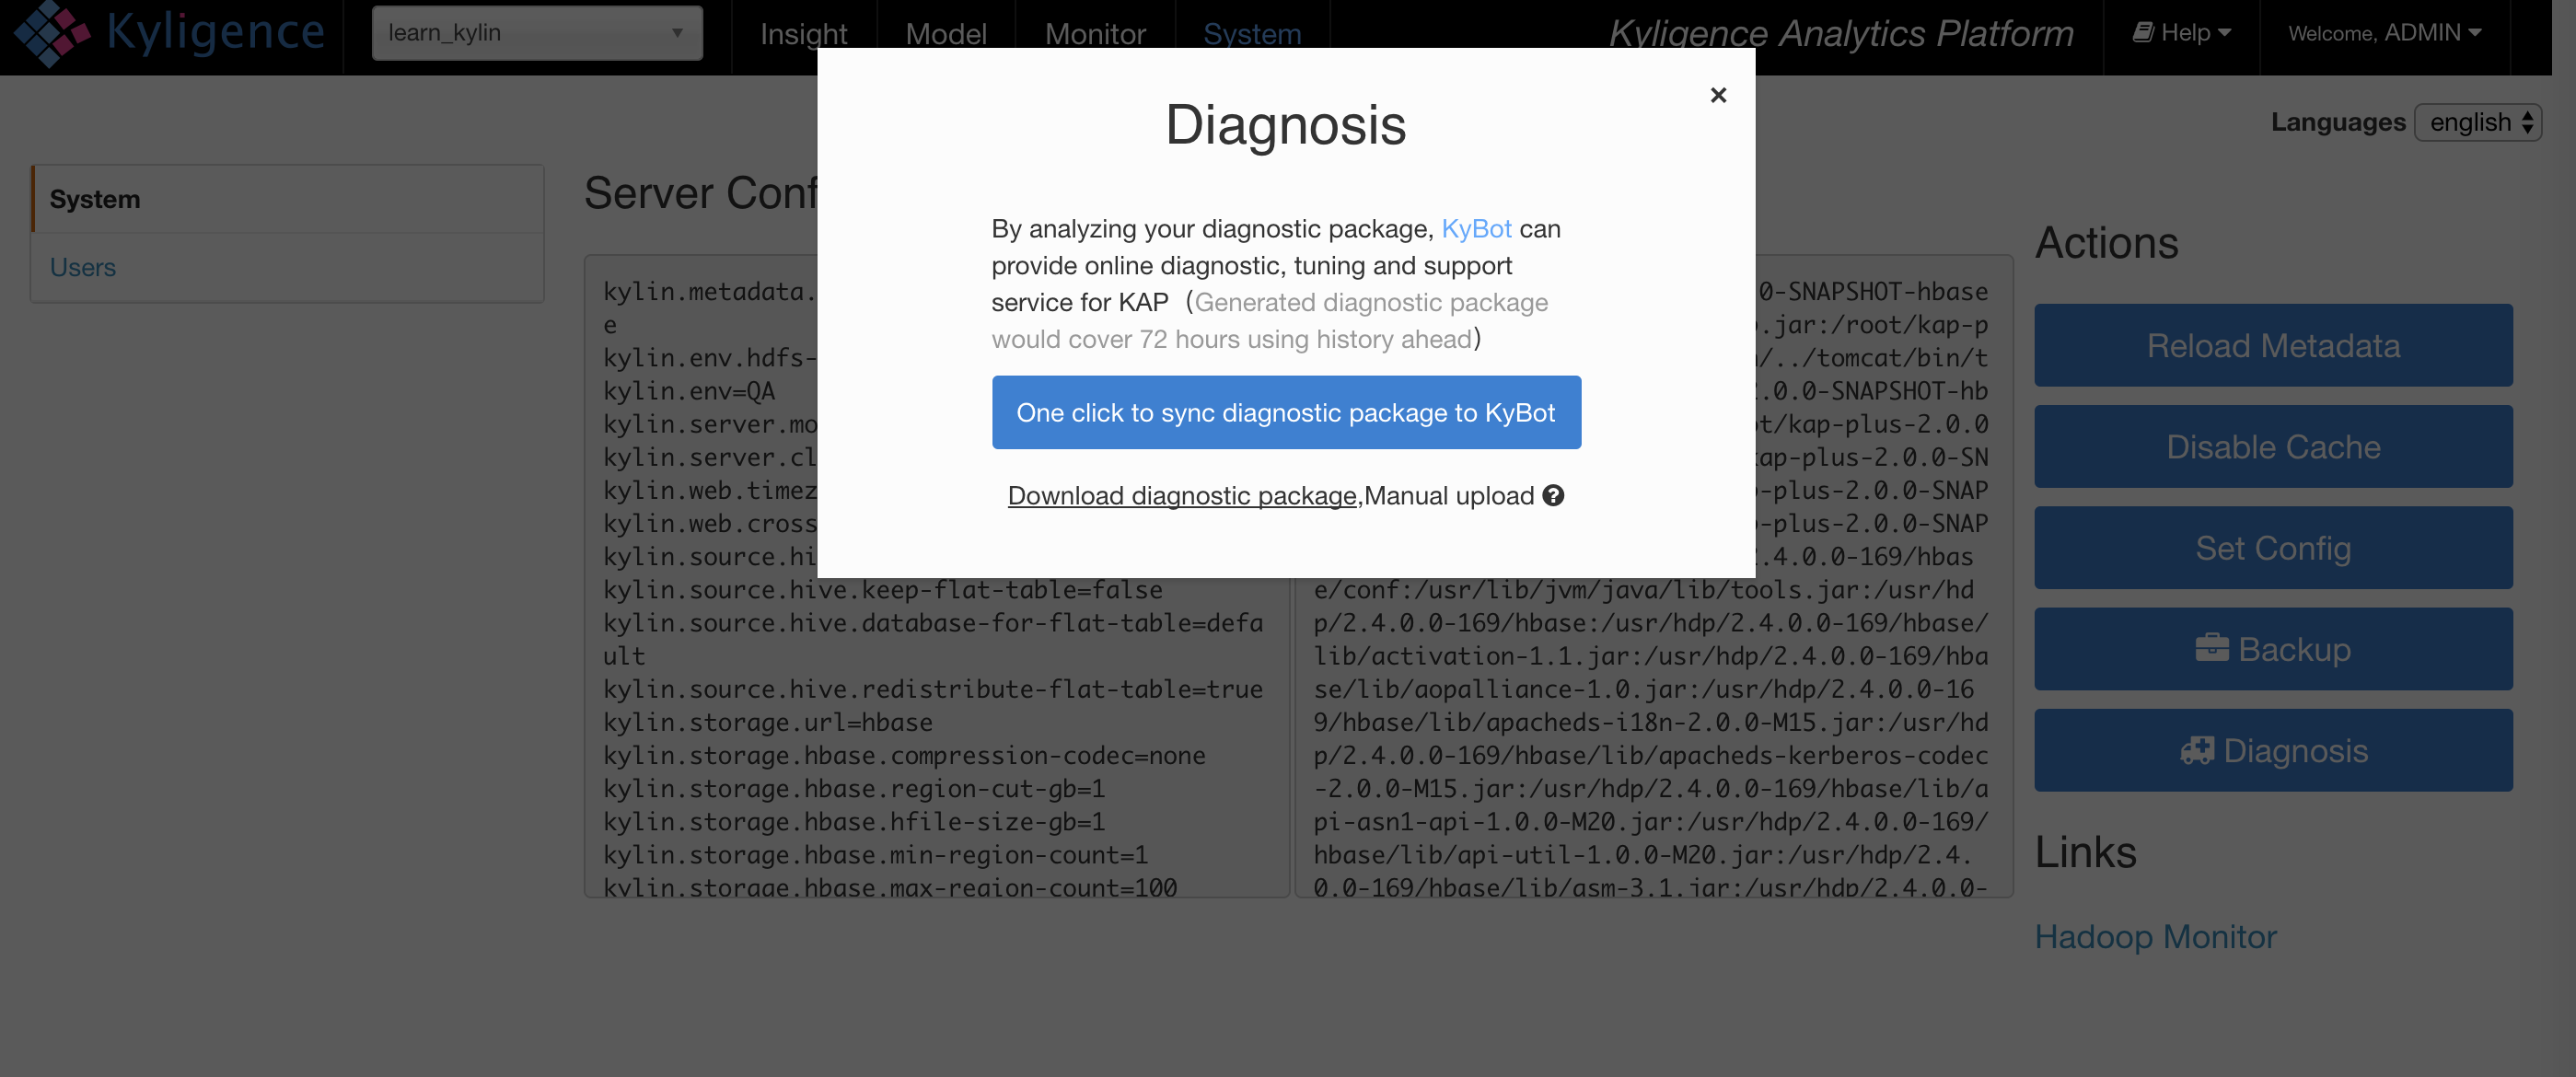 Kyligence
learn_kylin
Insight
Model
Monitor
System
Kyligence Analytics Platform
Help
Welcome, ADMIN
Languages
english
System
Users
Server Conf
Diagnosis
By analyzing your diagnostic package, KyBot can
provide online diagnostic, tuning and support
service for KAP （Generated diagnostic package
would cover 72 hours using history ahead）
One click to sync diagnostic package to KyBot
Download diagnostic package,Manual upload
kylin.metadata.
e
kylin.env.hdfs-
kylin.env=QA
kylin.server.mo
kylin.server.cl
kylin.web.timez
kylin.web.cross
kylin.source.hi
kylin.source.hive.keep-flat-table=false
kylin.source.hive.database-for-flat-table=defa
ult
kylin.source.hive.redistribute-flat-table=true
kylin.storage.url=hbase
kylin.storage.hbase.compression-codec=none
kylin.storage.hbase.region-cut-gb=1
kylin.storage.hbase.hfile-size-gb=1
kylin.storage.hbase.min-region-count=1
kylin.storage.hbase.max-region-count=100
0-SNAPSHOT-hbase
.jar:/root/kap-p
/../tomcat/bin/t
.0.0-SNAPSHOT-hb
t/kap-plus-2.0.0
ap-plus-2.0.0-SN
-plus-2.0.0-SNAP
-plus-2.0.0-SNAP
.4.0.0-169/hbas
e/conf:/usr/lib/jvm/java/lib/tools.jar:/usr/hd
p/2.4.0.0-169/hbase:/usr/hdp/2.4.0.0-169/hbase/
lib/activation-1.1.jar:/usr/hdp/2.4.0.0-169/hba
se/lib/aopalliance-1.0.jar:/usr/hdp/2.4.0.0-16
9/hbase/lib/apacheds-i18n-2.0.0-M15.jar:/usr/hd
p/2.4.0.0-169/hbase/lib/apacheds-kerberos-codec
-2.0.0-M15.jar:/usr/hdp/2.4.0.0-169/hbase/lib/a
pi-asn1-api-1.0.0-M20.jar:/usr/hdp/2.4.0.0-169/
hbase/lib/api-util-1.0.0-M20.jar:/usr/hdp/2.4.
0.0-169/hbase/lib/asm-3.1.jar:/usr/hdp/2.4.0.0-
Actions
Reload Metadata
Disable Cache
Set Config
Backup
Diagnosis
Links
Hadoop Monitor